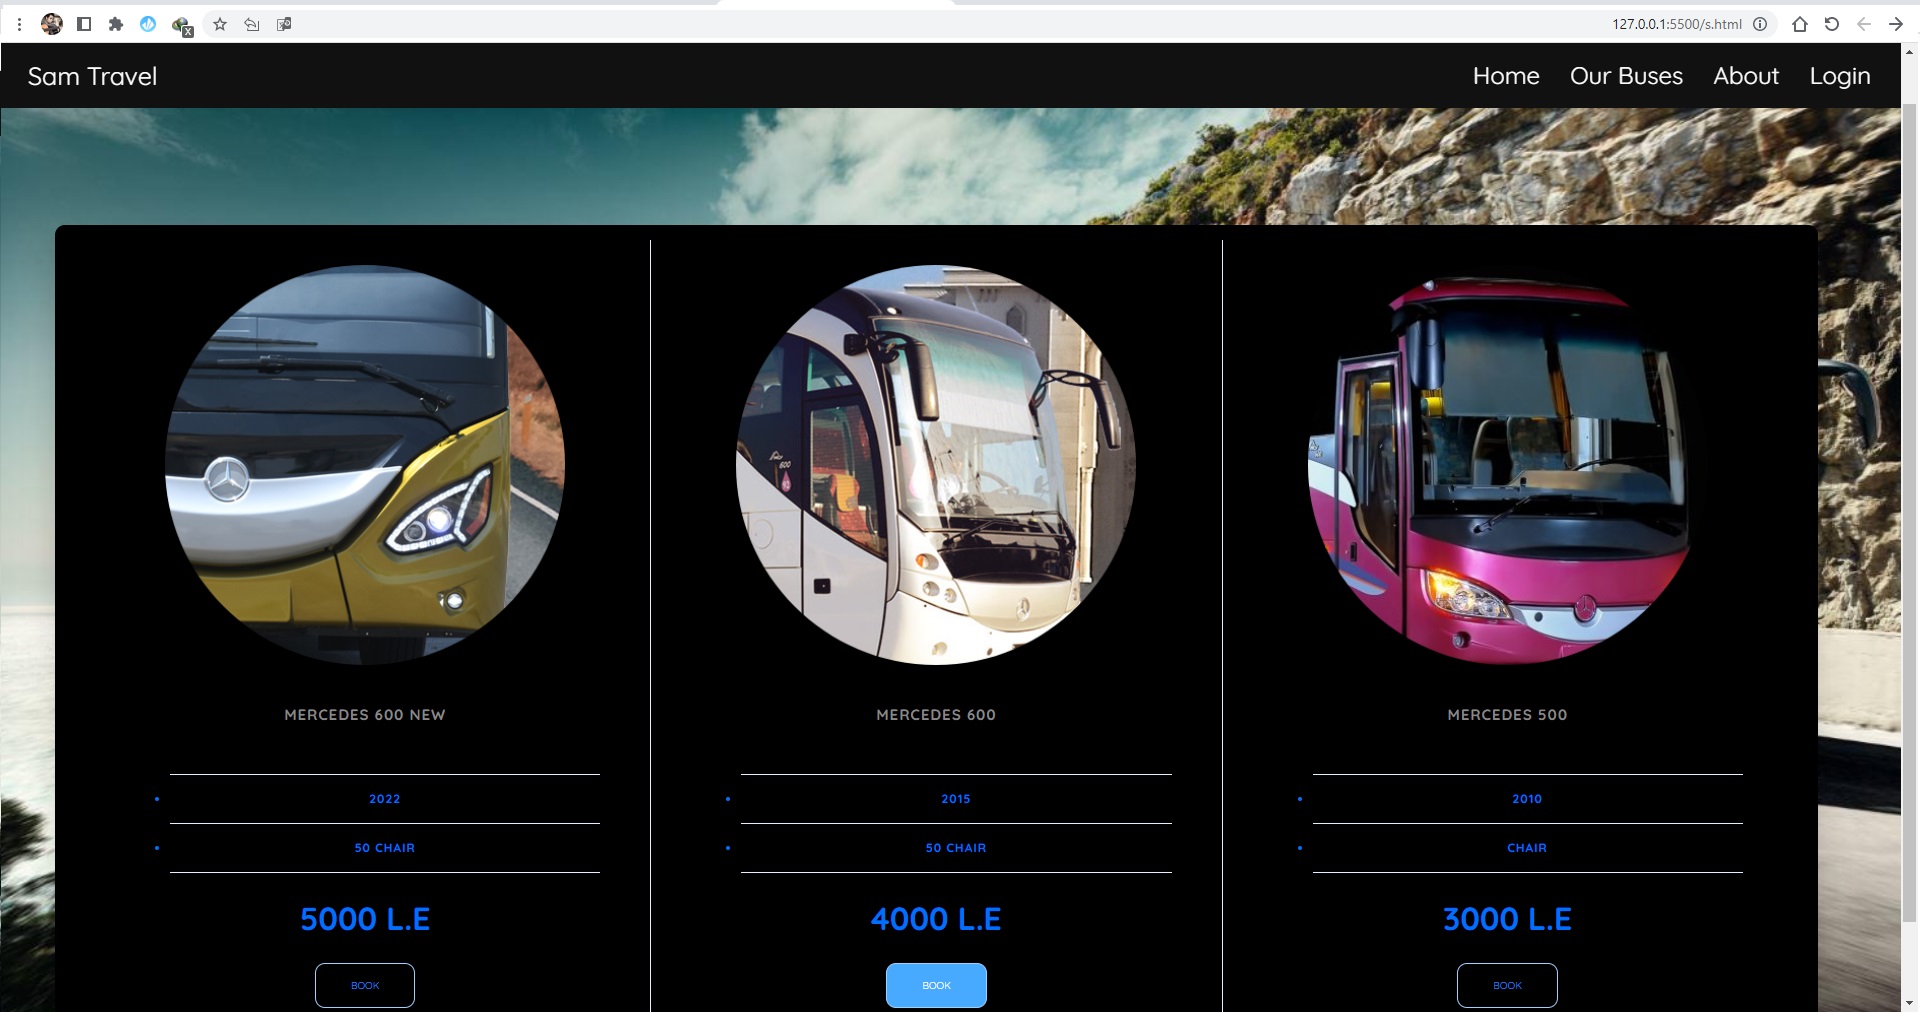 127.0.0.1:5500/s.html
Sam Travel
Home
Our Buses
About
Login
600
MERCEDES 600 NEW
MERCEDES 600
MERCEDES 500
2022
2015
2010
50 CHAIR
50 CHAIR
CHAIR
5000 L.E
4000 L.E
3000 L.E
BOOK
BOOK
BOOK